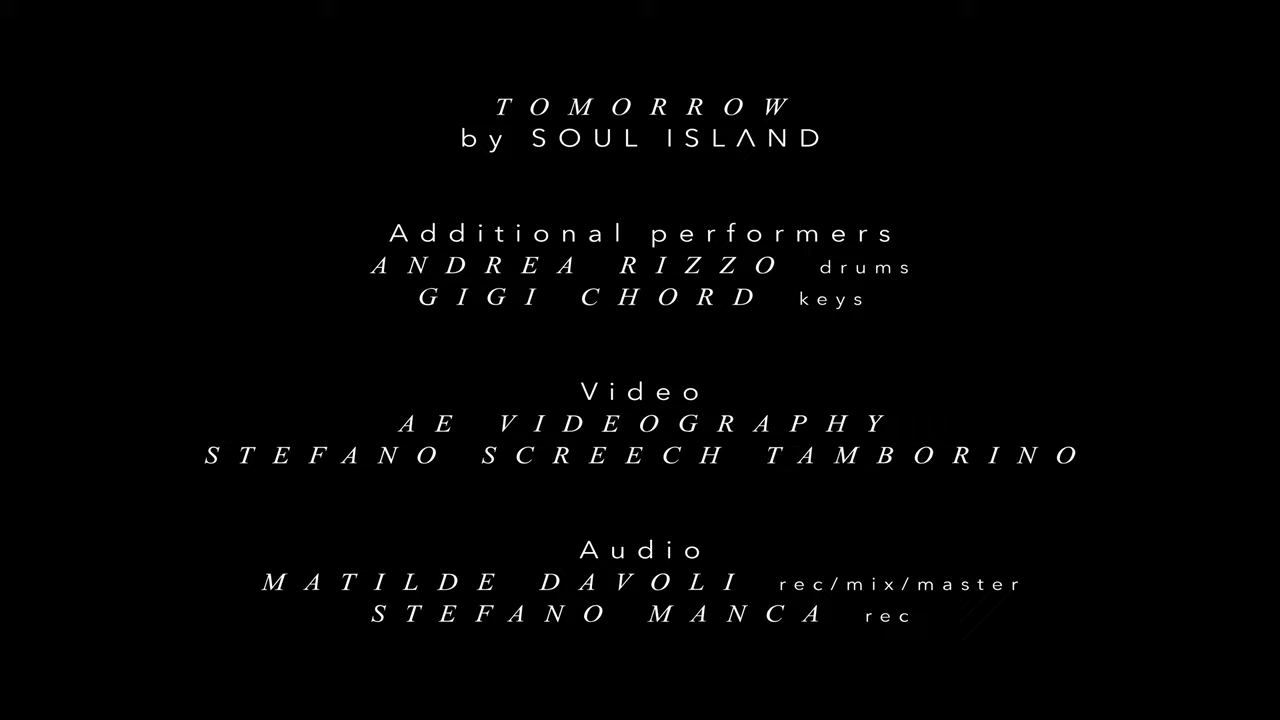 TOMORROW
by SOUL ISLAND
Additional performers
ANDREA RIZZO drums
GIGI CHORD keys
Video
AE VIDEOGRAPHY
STEFANO SCREECH TAMBORINO
Audio
MATILDE DAVOLI rec/mix/master
STEFANO MANCA rec